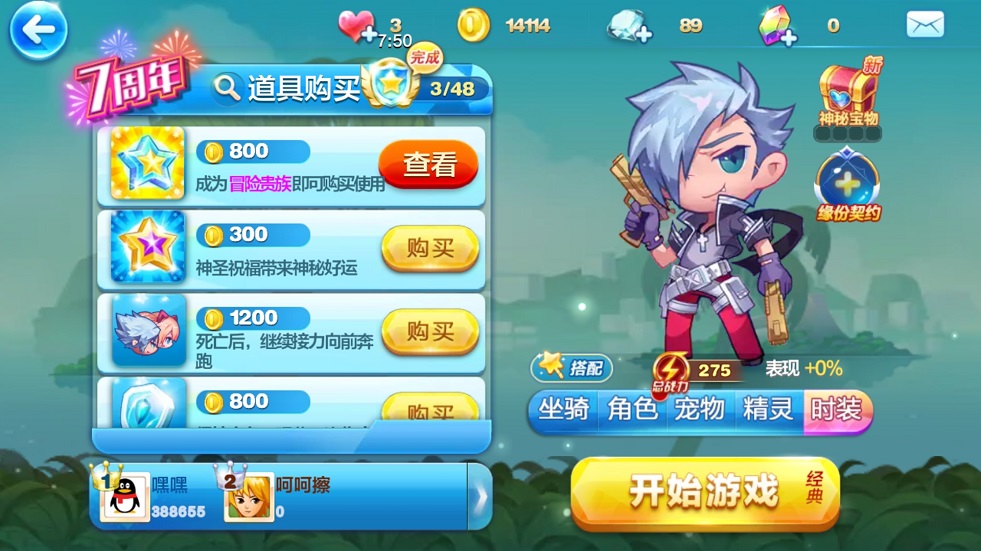 3
7:50
14114
89
0
7周年
道具购买
完成
3/48
新
神秘宝物
缘份契约
800
成为冒险贵族即可购买使用
查看
300
神圣祝福带来神秘好运
购买
1200
死亡后，继续接力向前奔
跑
购买
800
购买
搭配
总战力
275
表现 +0%
坐骑
角色
宠物
精灵
时装
1
嘿嘿
388655
2
呵呵擦
0
开始游戏
经典